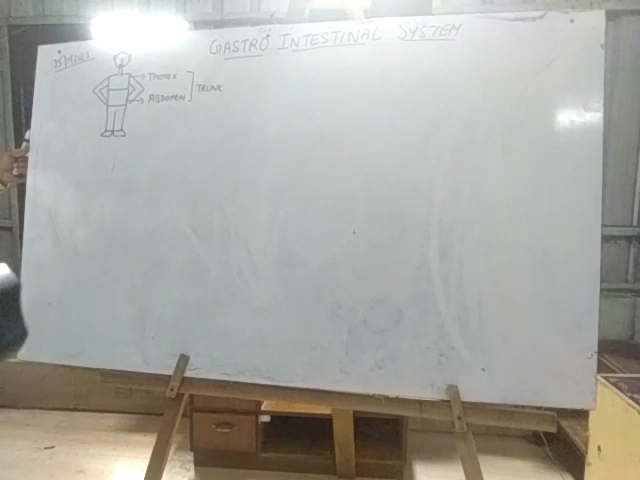 GASTRO INTESTINAL SYSTEM
THORAX
ABDOMEN
TRUNK